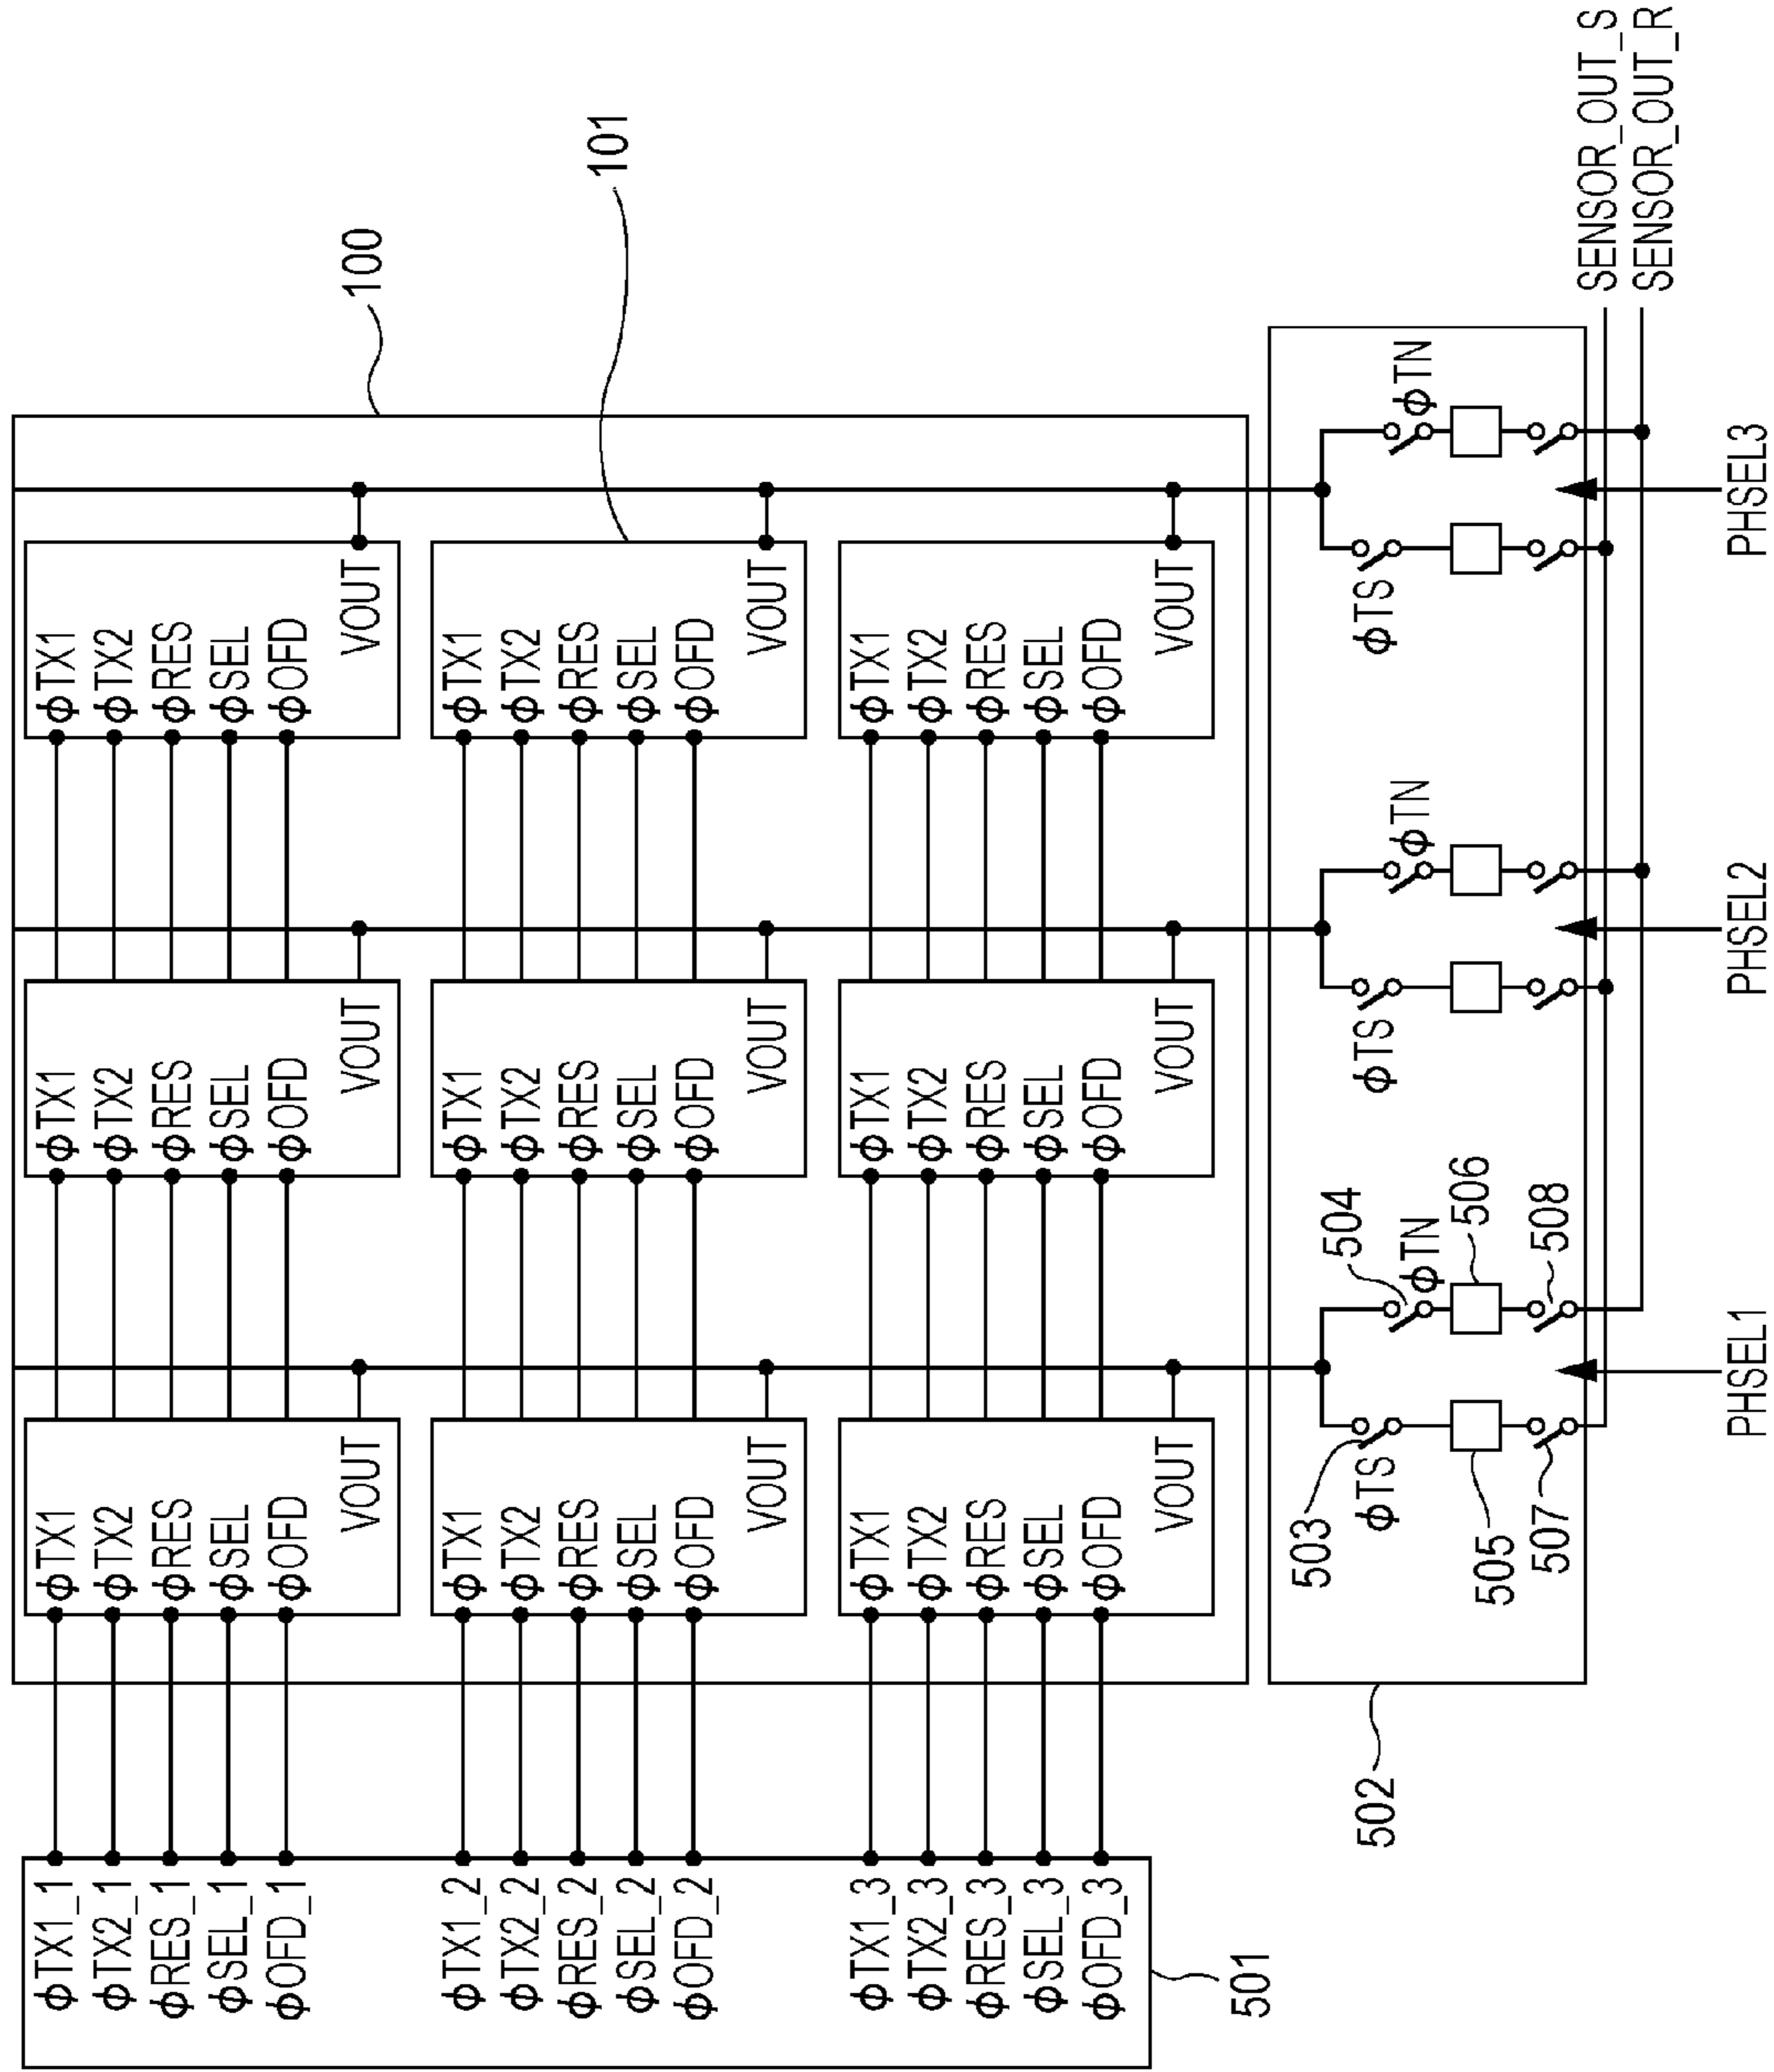 100
101
φTX1_1
φTX2_1
φRES_1
φSEL_1
φOFD_1
φTX1
φTX2
φRES
φSEL
φOFD
VOUT
φTX1
φTX2
φRES
φSEL
φOFD
VOUT
φTX1
φTX2
φRES
φSEL
φOFD
VOUT
φTX1_2
φTX2_2
φRES_2
φSEL_2
φOFD_2
φTX1
φTX2
φRES
φSEL
φOFD
VOUT
φTX1
φTX2
φRES
φSEL
φOFD
VOUT
φTX1
φTX2
φRES
φSEL
φOFD
VOUT
φTX1_3
φTX2_3
φRES_3
φSEL_3
φOFD_3
φTX1
φTX2
φRES
φSEL
φOFD
VOUT
φTX1
φTX2
φRES
φSEL
φOFD
VOUT
φTX1
φTX2
φRES
φSEL
φOFD
VOUT
501
502
503
φTS
504
φTN
505
506
507
508
φTS
φTN
φTS
φTN
SENSOR_OUT_S
SENSOR_OUT_R
PHSEL1
PHSEL2
PHSEL3